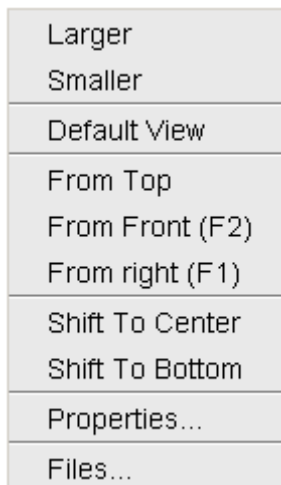 Larger
Smaller
Default View
From Top
From Front (F2)
From right (F1)
Shift To Center
Shift To Bottom
Properties...
Files...